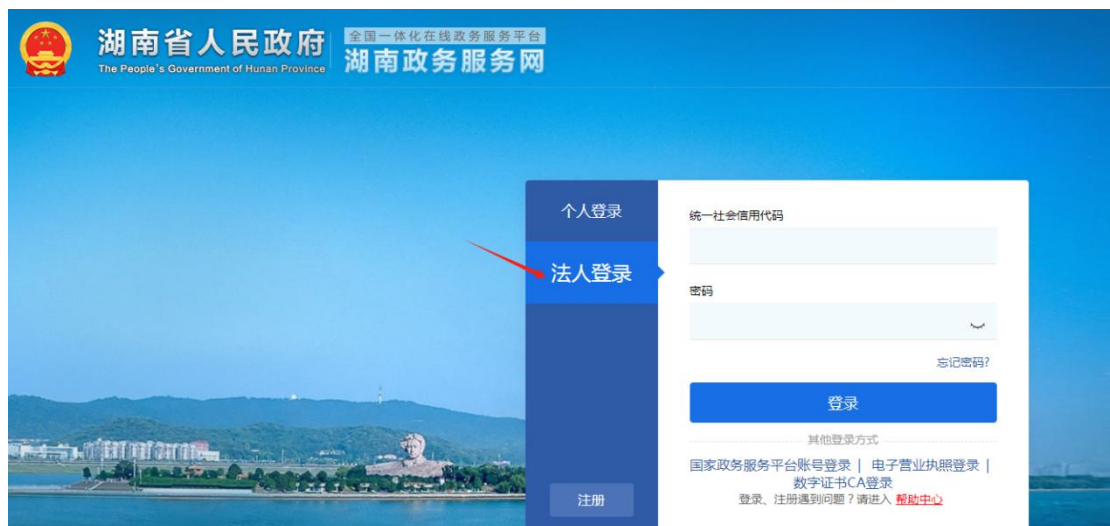 湖南省人民政府
The People's Government of Hunan Province
全国一体化在线政务服务平台
湖南政务服务网
个人登录
法人登录
注册
统一社会信用代码
密码
忘记密码?
登录
其他登录方式
国家政务服务平台账号登录 | 电子营业执照登录 |
数字证书CA登录
登录、注册遇到问题？请进入 帮助中心